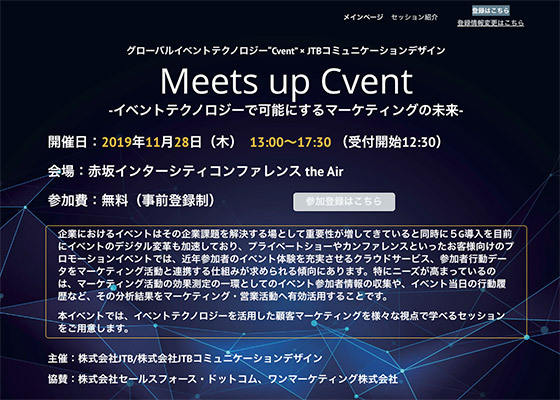 メインページ セッション紹介 登録はこちら
登録情報変更はこちら
グローバルイベントテクノロジー"Cvent" × JTBコミュニケーションデザイン
Meets up Cvent
-イベントテクノロジーで可能にするマーケティングの未来-
開催日：2019年11月28日（木） 13:00〜17:30 （受付開始12:30）
会場：赤坂インターシティコンファレンス the Air
参加費：無料（事前登録制） 参加登録はこちら
企業におけるイベントはその企業課題を解決する場として重要性が増してきていると同時に５G導入を目前
にイベントのデジタル変革も加速しており、プライベートショーやカンファレンスといったお客様向けのプ
ロモーションイベントでは、近年参加者のイベント体験を充実させるクラウドサービス、参加者行動デー
タをマーケティング活動と連携する仕組みが求められる傾向にあります。特にニーズが高まっているの
は、マーケティング活動の効果測定の一環としてのイベント参加者情報の収集や、イベント当日の行動履
歴など、その分析結果をマーケティング・営業活動へ有効活用することです。
本イベントでは、イベントテクノロジーを活用した顧客マーケティングを様々な視点で学べるセッション
をご用意します。
主催：株式会社JTB/株式会社JTBコミュニケーションデザイン
協賛：株式会社セールスフォース・ドットコム、ワンマーケティング株式会社